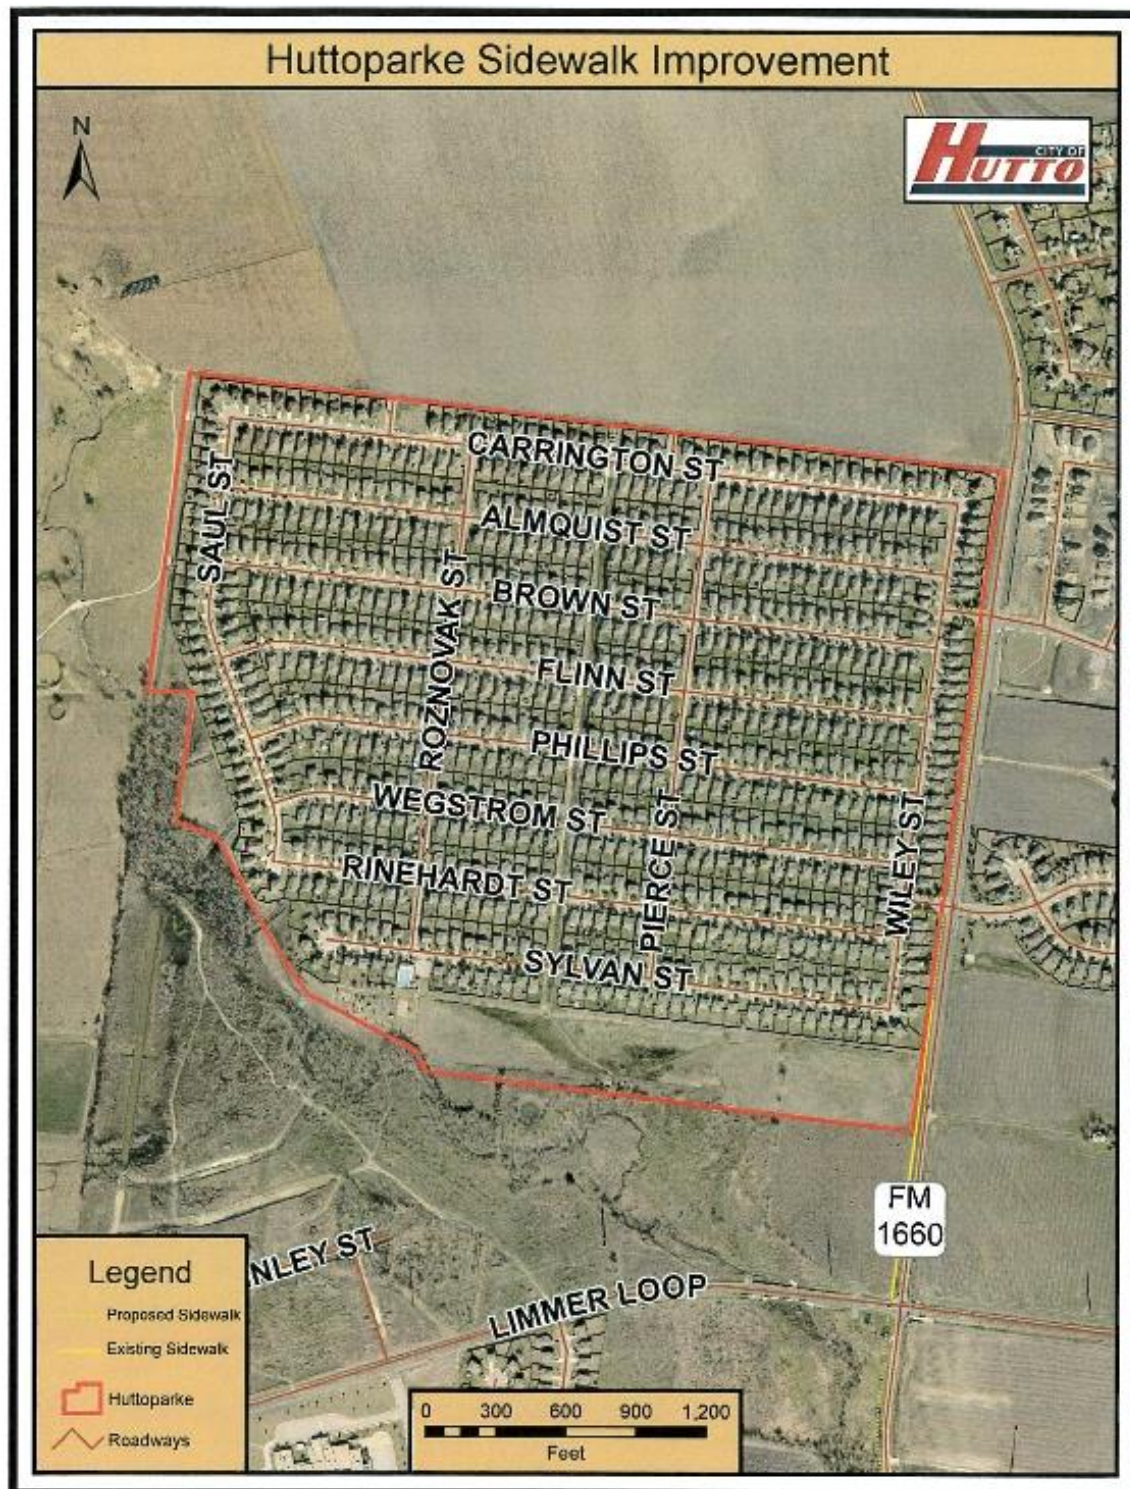 Huttoparke Sidewalk Improvement
N
CITY OF
HUTTO
CARRINGTON ST
SAUL ST
ALMQUIST ST
BROWN ST
ROZNOVAK ST
FLINN ST
PHILLIPS ST
WEGSTROM ST
PIERCE ST
WILEY ST
RINEHARDT ST
SYLVAN ST
FM
1660
NLEY ST
LIMMER LOOP
Legend
Proposed Sidewalk
Existing Sidewalk
Huttoparke
Roadways
0 300 600 900 1,200
Feet